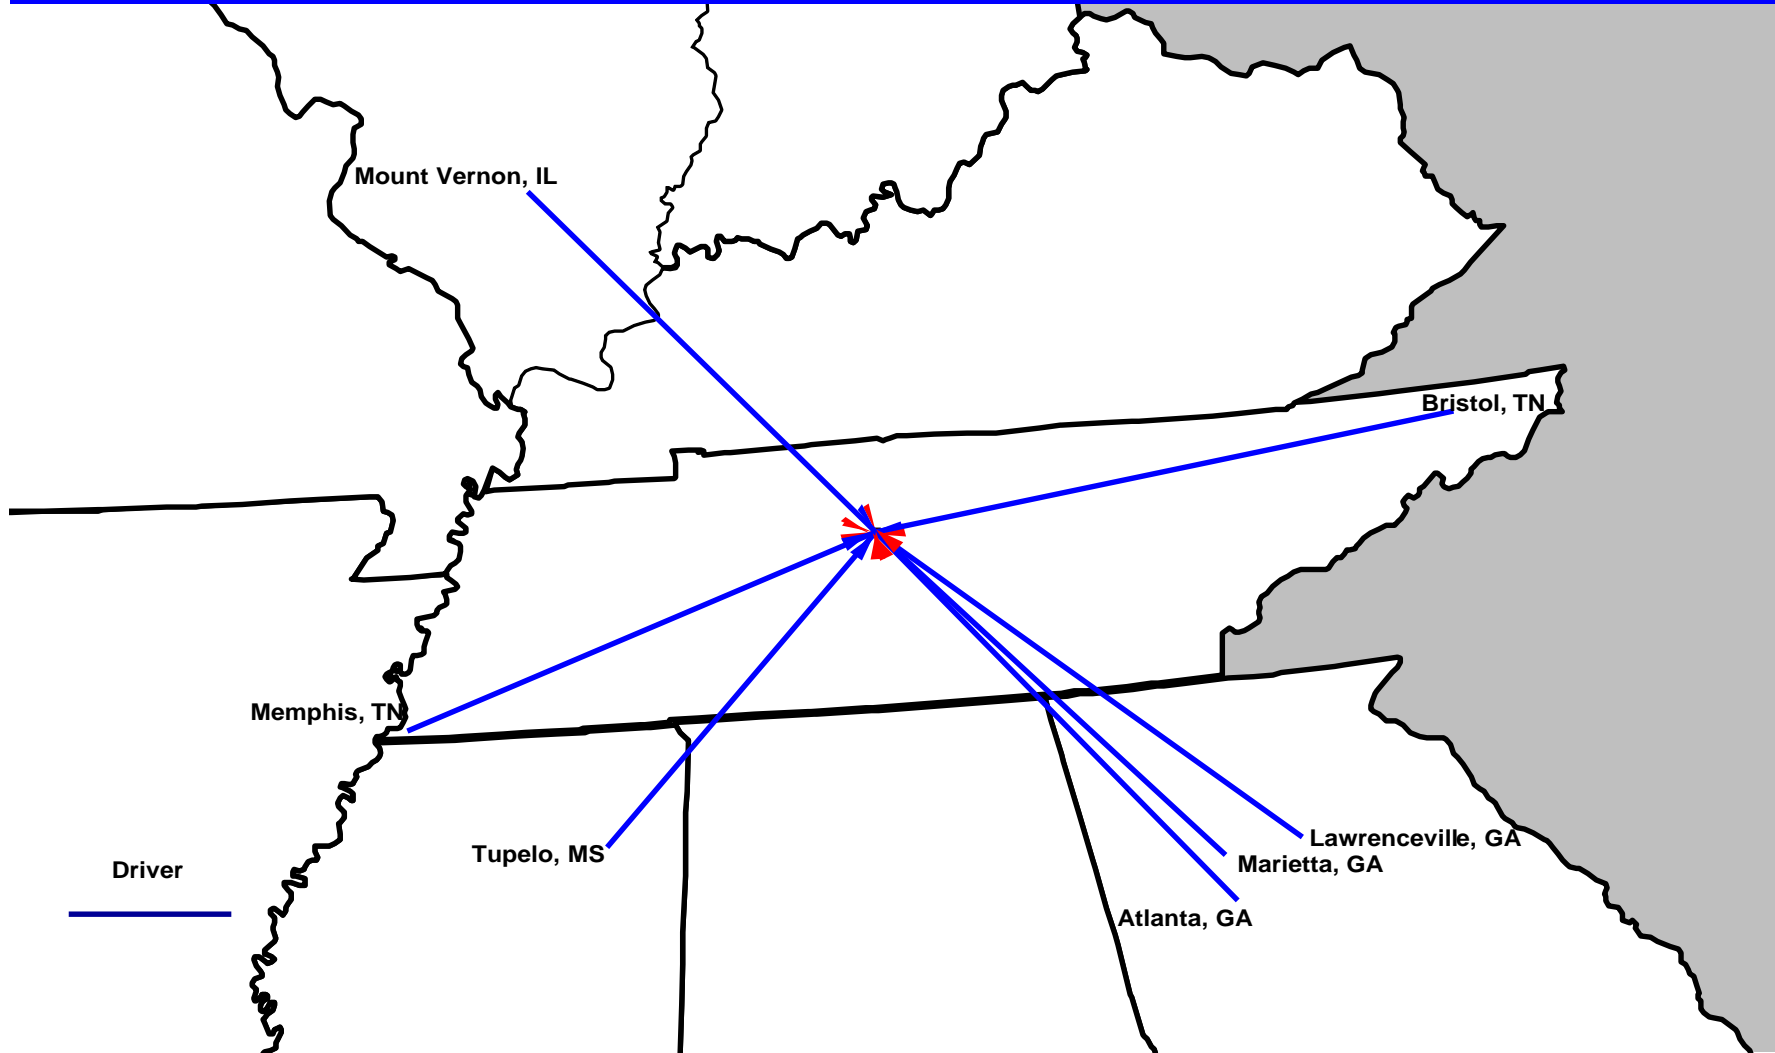 Mount Vernon, IL
Bristol, TN
Memphis, TN
Tupelo, MS
Lawrenceville, GA
Marietta, GA
Driver
Atlanta, GA